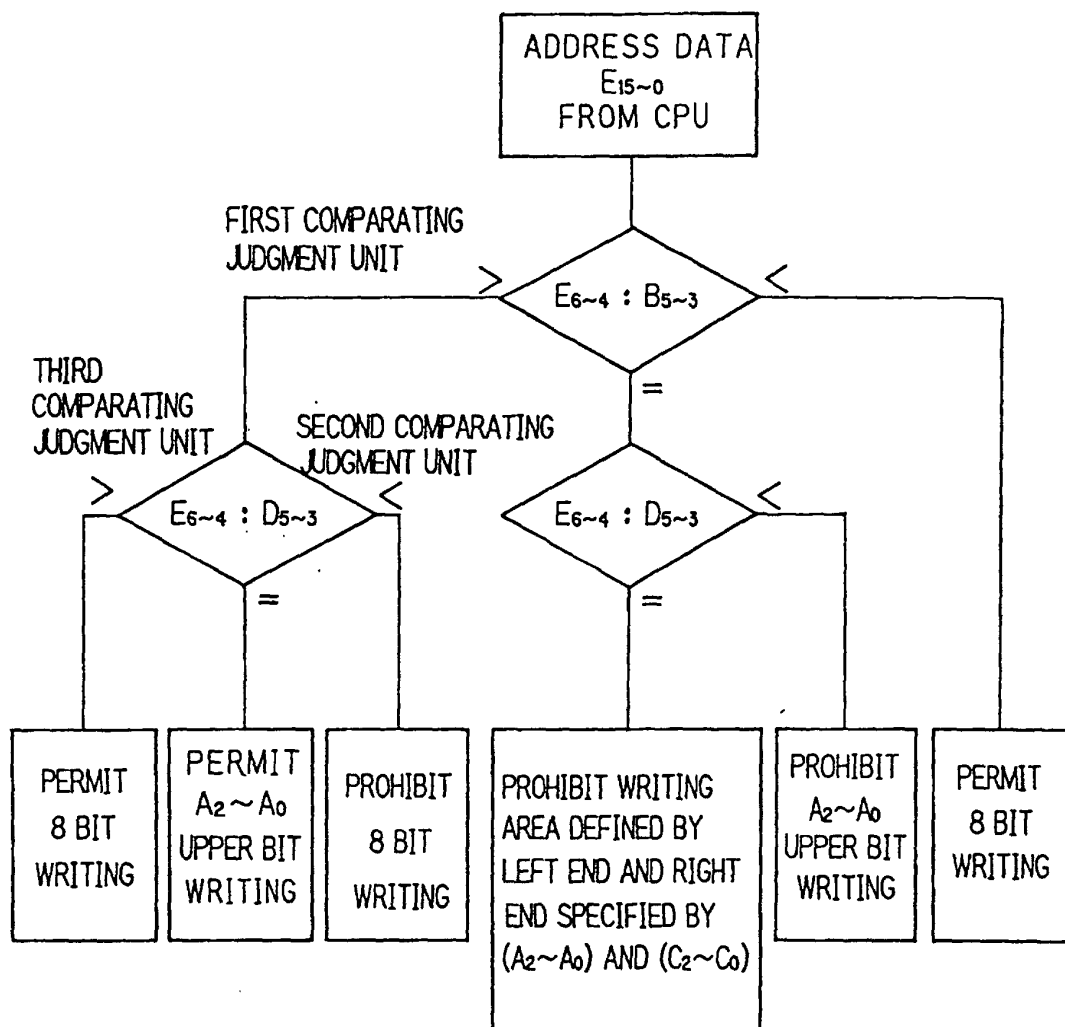 ADDRESS DATA
E15~0
FROM CPU
FIRST COMPARATING
JUDGMENT UNIT
>
<
E6~4 : B5~3
=
THIRD
COMPARATING
JUDGMENT UNIT
SECOND COMPARATING
JUDGMENT UNIT
>
<
E6~4 : D5~3
=
<
E6~4 : D5~3
=
PERMIT
8 BIT
WRITING
PERMIT
A2~A0
UPPER BIT
WRITING
PROHIBIT
8 BIT
WRITING
PROHIBIT WRITING
AREA DEFINED BY
LEFT END AND RIGHT
END SPECIFIED BY
(A2~A0) AND (C2~C0)
PROHIBIT
A2~A0
UPPER BIT
WRITING
PERMIT
8 BIT
WRITING